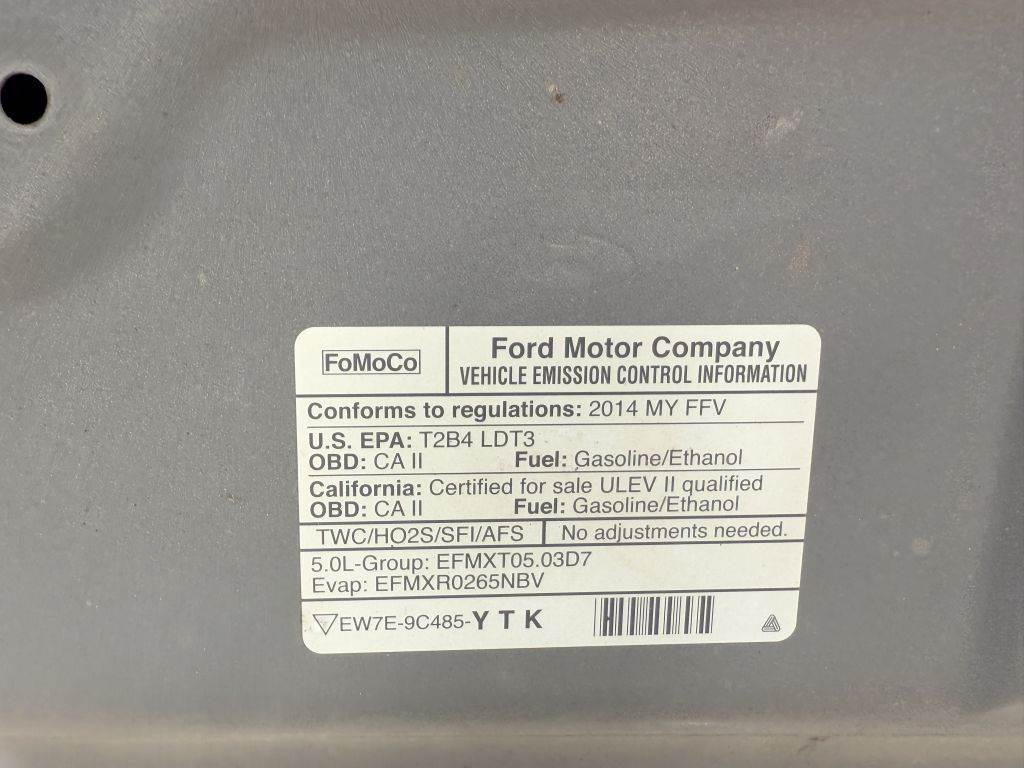 FoMoCo
Ford Motor Company
VEHICLE EMISSION CONTROL INFORMATION
Conforms to regulations: 2014 MY FFV
U.S. EPA: T2B4 LDT3
OBD: CA II Fuel: Gasoline/Ethanol
California: Certified for sale ULEV II qualified
OBD: CA II Fuel: Gasoline/Ethanol
TWC/HO2S/SFI/AFS No adjustments needed.
5.0L-Group: EFMXT05.03D7
Evap: EFMXR0265NBV
EW7E-9C485-Y T K